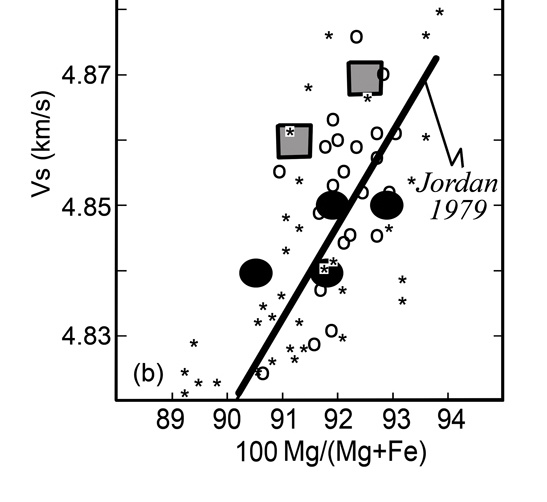 4.87
Vs (km/s)
4.85
Jordan
1979
4.83
(b)
89 90 91 92 93 94
100 Mg/(Mg+Fe)